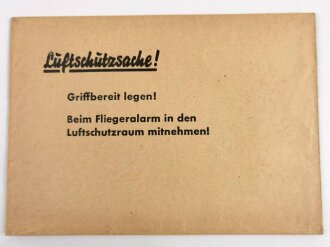 Luftschutzsache!
Griffbereit legen!
Beim Fliegeralarm in den
Luftschutzraum mitnehmen!